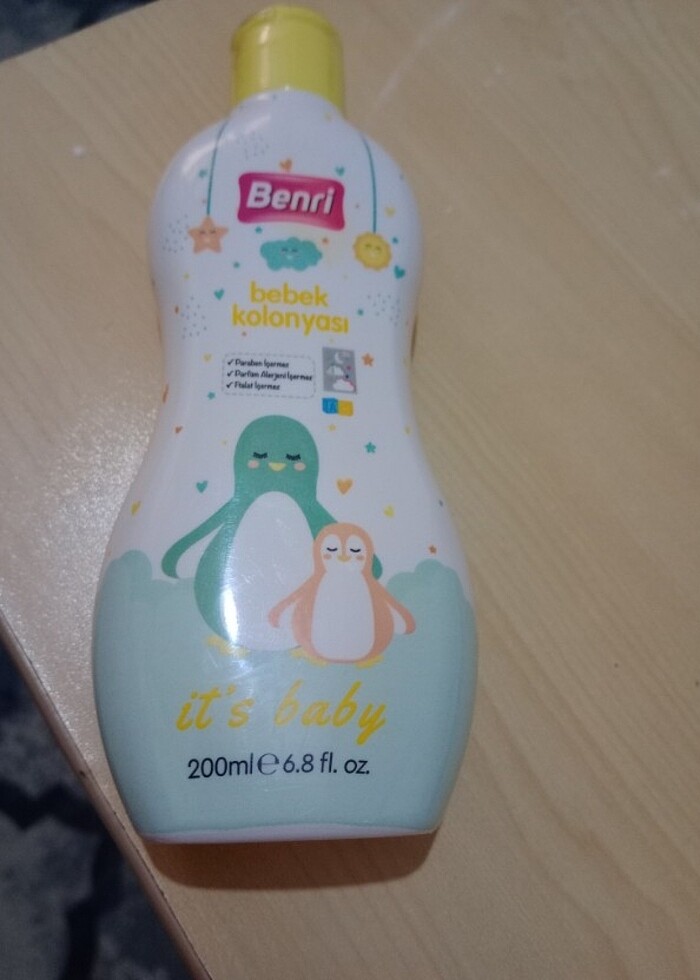 Benri
bebek
kolonyası
✓ Paraben İçermez
✓ Parfüm Alerjeni İçermez
✓ Ftalat İçermez
it's baby
200ml℮6.8 fl. oz.